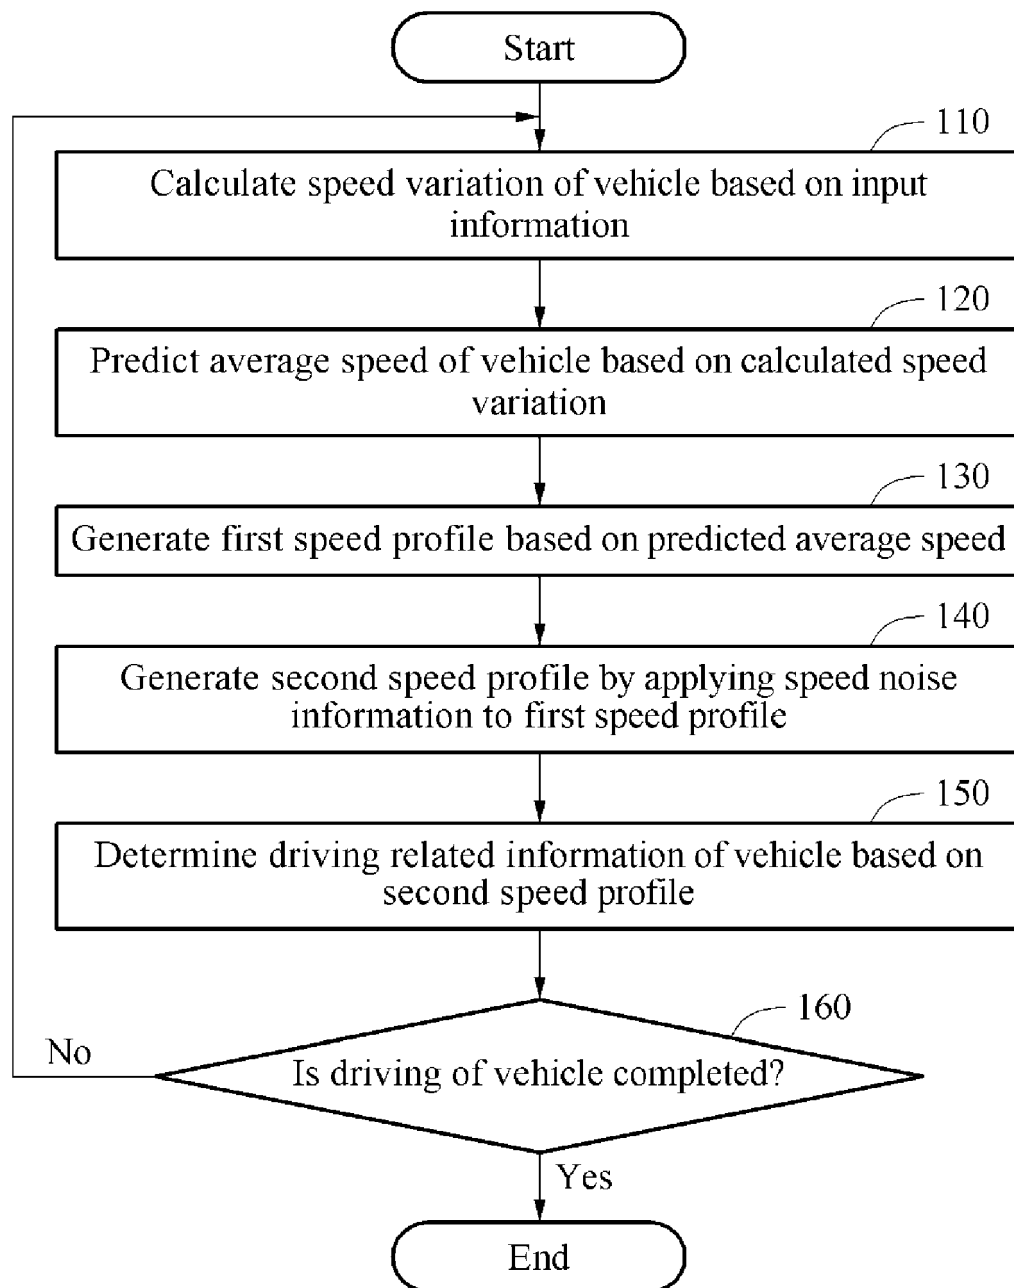 Start
110
Calculate speed variation of vehicle based on input
information
120
Predict average speed of vehicle based on calculated speed
variation
130
Generate first speed profile based on predicted average speed
140
Generate second speed profile by applying speed noise
information to first speed profile
150
Determine driving related information of vehicle based on
second speed profile
160
No
Is driving of vehicle completed?
Yes
End